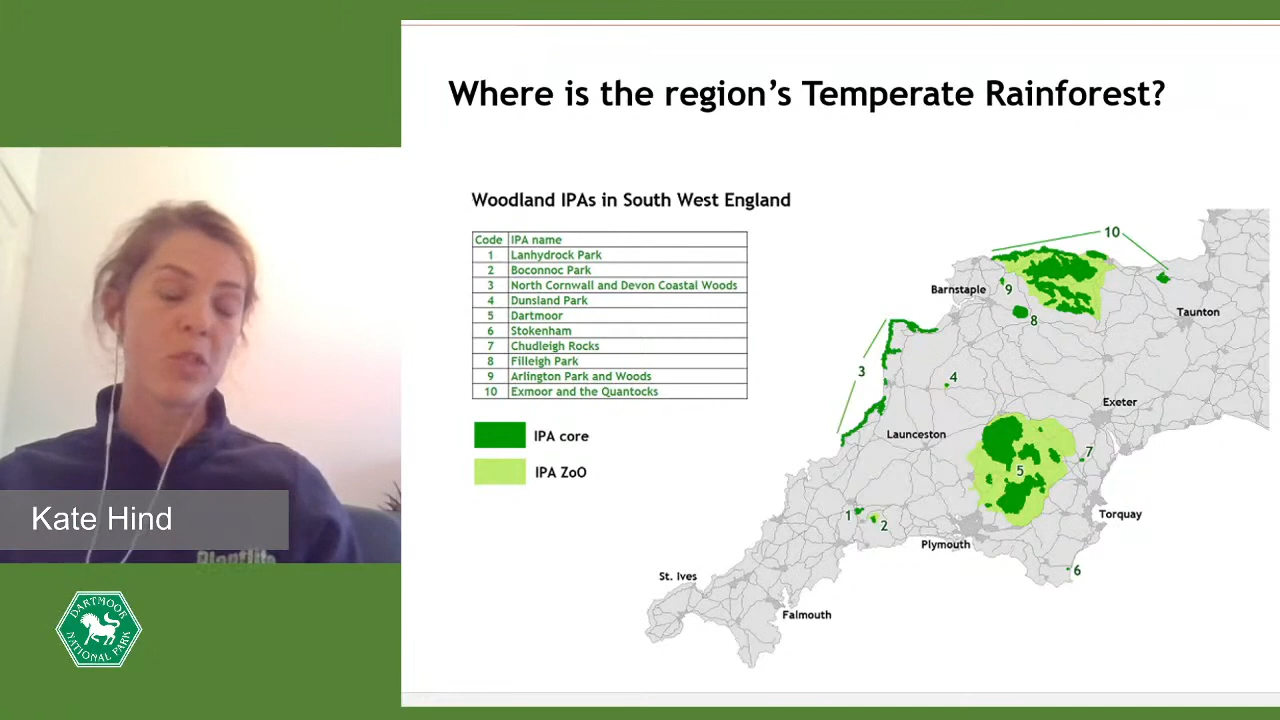 Where is the region's Temperate Rainforest?
Woodland IPAs in South West England
Code IPA name
1 Lanhydrock Park
2 Boconnoc Park
3 North Cornwall and Devon Coastal Woods
4 Dunsland Park
5 Dartmoor
6 Stokenham
7 Chudleigh Rocks
8 Filleigh Park
9 Arlington Park and Woods
10 Exmoor and the Quantocks
IPA core
IPA ZoO
10
Barnstaple
9
8
Taunton
3
4
Exeter
Launceston
7
5
1
2
Torquay
Plymouth
6
St. Ives
Falmouth
Kate Hind
Plantlife
DARTMOOR
NATIONAL PARK